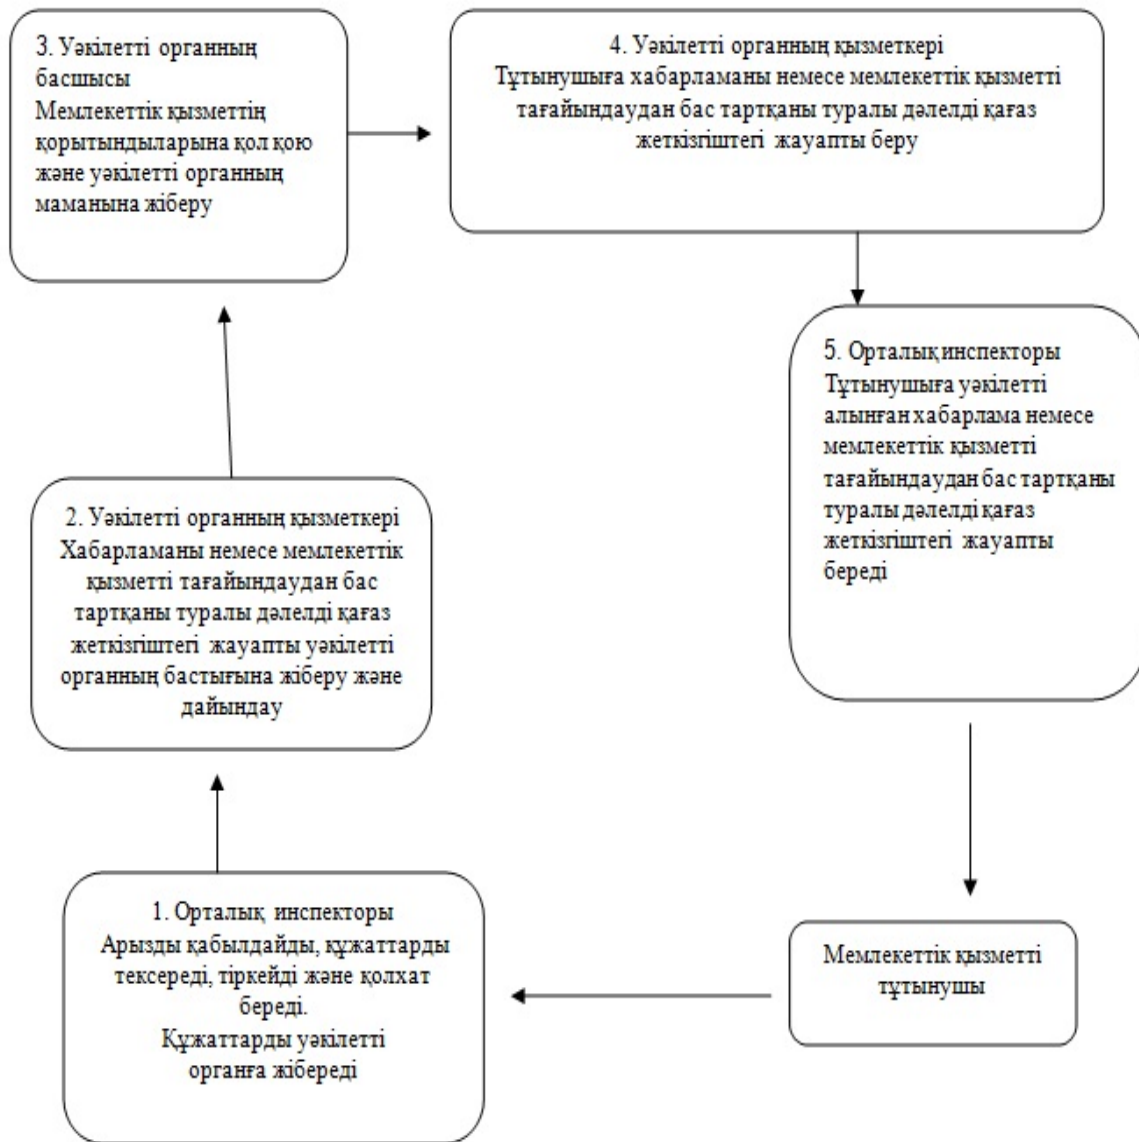 3. Уәкілетті органның
басшысы
Мемлекеттік қызметтің
қорытындыларына қол қою
және уәкілетті органның
маманына жіберу
4. Уәкілетті органның қызметкері
Тұтынушыға хабарламаны немесе мемлекеттік қызметті
тағайындаудан бас тартқаны туралы дәлелді қағаз
жеткізгіштегі жауапты беру
5. Орталық инспекторы
Тұтынушыға уәкілетті
алынған хабарлама немесе
мемлекеттік қызметті
тағайындаудан бас тартқаны
туралы дәлелді қағаз
жеткізгіштегі жауапты
береді
2. Уәкілетті органның қызметкері
Хабарламаны немесе мемлекеттік
қызметті тағайындаудан бас
тартқаны туралы дәлелді қағаз
жеткізгіштегі жауапты уәкілетті
органның бастығына жіберу және
дайындау
1. Орталық инспекторы
Арызды қабылдайды, құжаттарды
тексереді, тіркейді және қолхат
береді.
Құжаттарды уәкілетті
органға жібереді
Мемлекеттік қызметті
тұтынушы